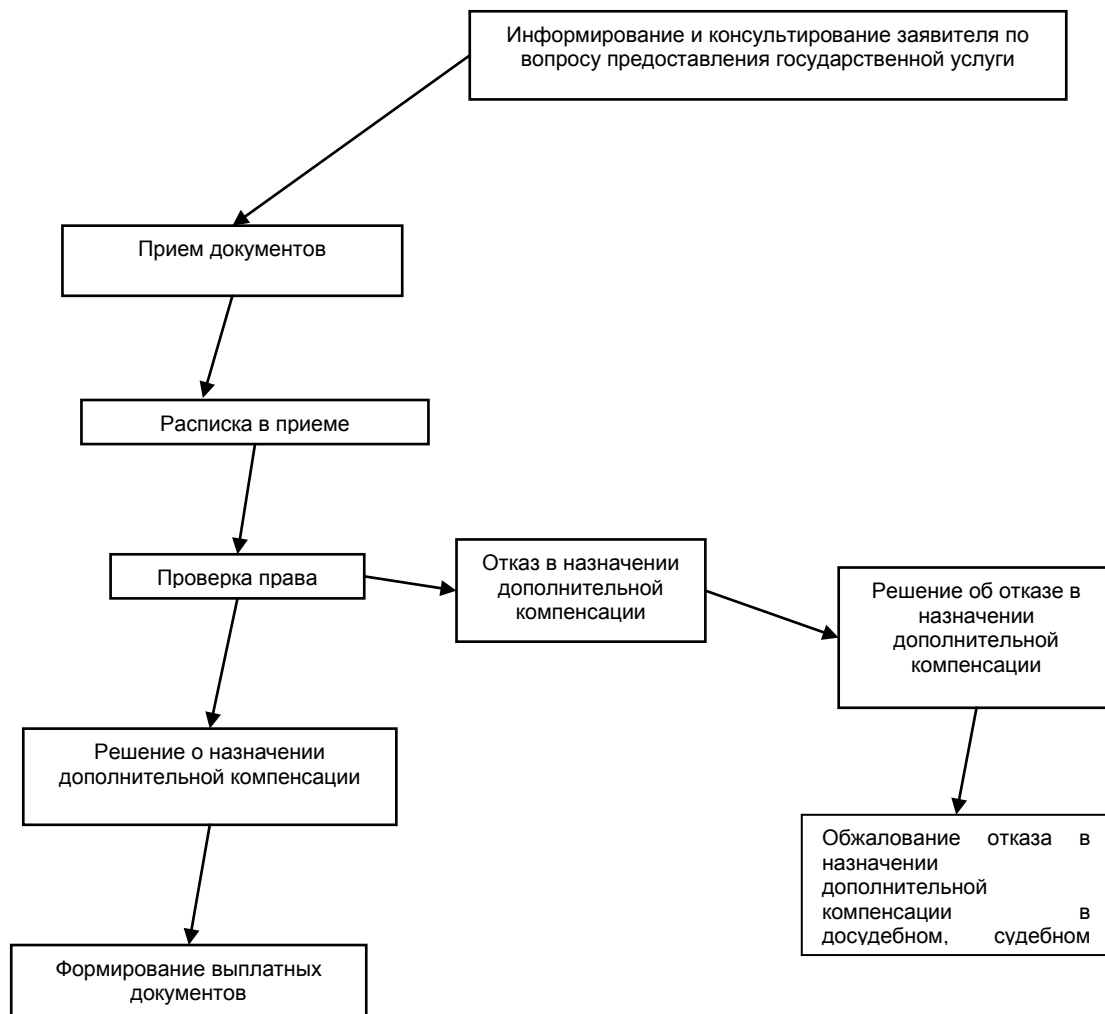 Информирование и консультирование заявителя по
вопросу предоставления государственной услуги
Прием документов
Расписка в приеме
Проверка права
Отказ в назначении
дополнительной
компенсации
Решение об отказе в
назначении
дополнительной
компенсации
Решение о назначении
дополнительной компенсации
Обжалование отказа в
назначении
дополнительной
компенсации в
досудебном, судебном
Формирование выплатных
документов